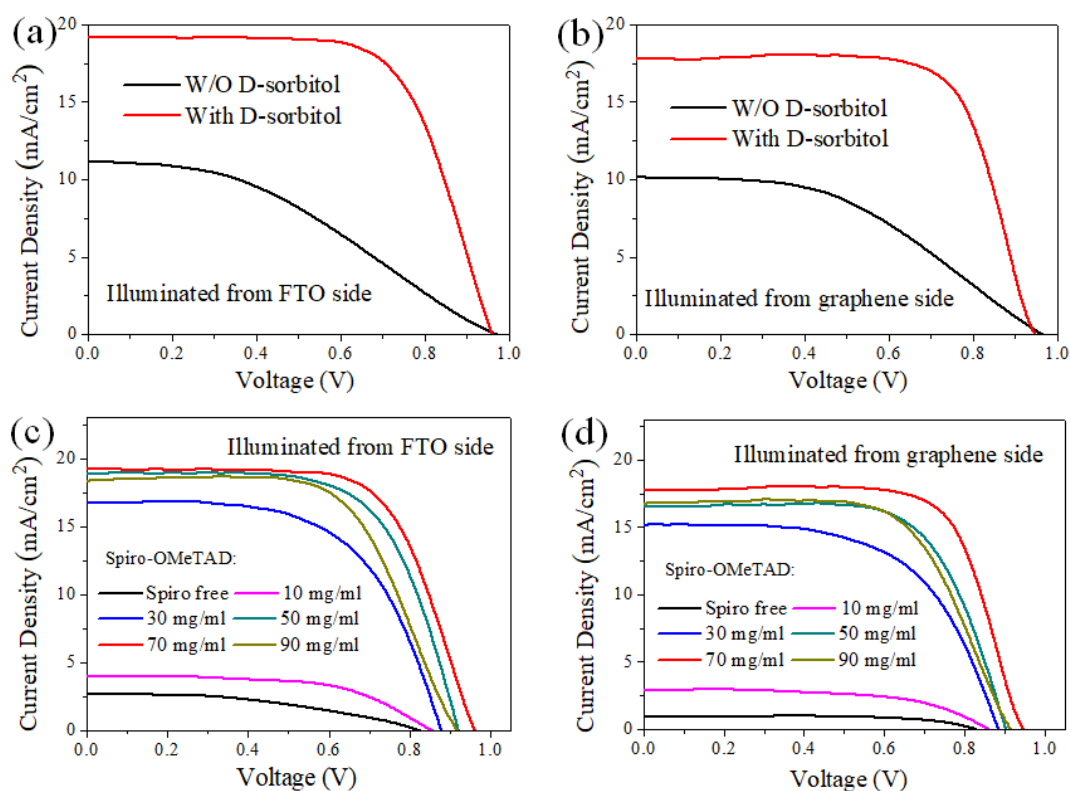 (a)
20
15
10
5
0
0.0 0.2 0.4 0.6 0.8 1.0
Current Density (mA/cm²)
Voltage (V)
W/O D-sorbitol
With D-sorbitol
Illuminated from FTO side
(b)
20
15
10
5
0
0.0 0.2 0.4 0.6 0.8 1.0
Current Density (mA/cm²)
Voltage (V)
W/O D-sorbitol
With D-sorbitol
Illuminated from graphene side
(c)
20
15
10
5
0
0.0 0.2 0.4 0.6 0.8 1.0
Current Density (mA/cm²)
Voltage (V)
Illuminated from FTO side
Spiro-OMeTAD:
Spiro free 10 mg/ml
30 mg/ml 50 mg/ml
70 mg/ml 90 mg/ml
(d)
20
15
10
5
0
0.0 0.2 0.4 0.6 0.8 1.0
Current Density (mA/cm²)
Voltage (V)
Illuminated from graphene side
Spiro-OMeTAD:
Spiro free 10 mg/ml
30 mg/ml 50 mg/ml
70 mg/ml 90 mg/ml